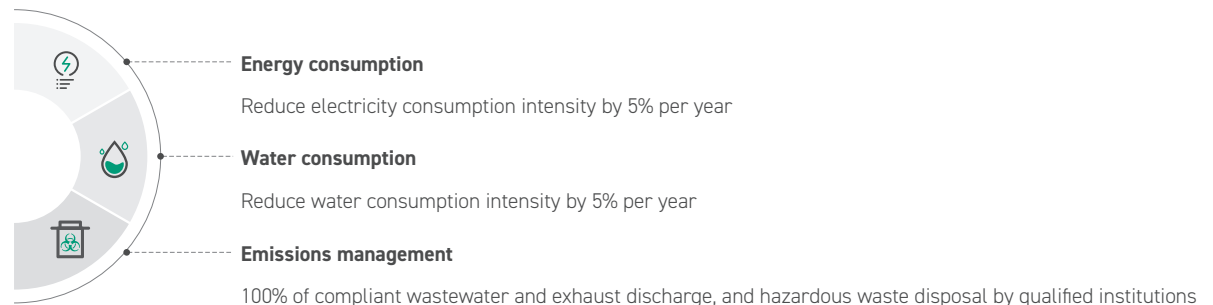 Energy consumption
Reduce electricity consumption intensity by 5% per year
Water consumption
Reduce water consumption intensity by 5% per year
Emissions management
100% of compliant wastewater and exhaust discharge, and hazardous waste disposal by qualified institutions